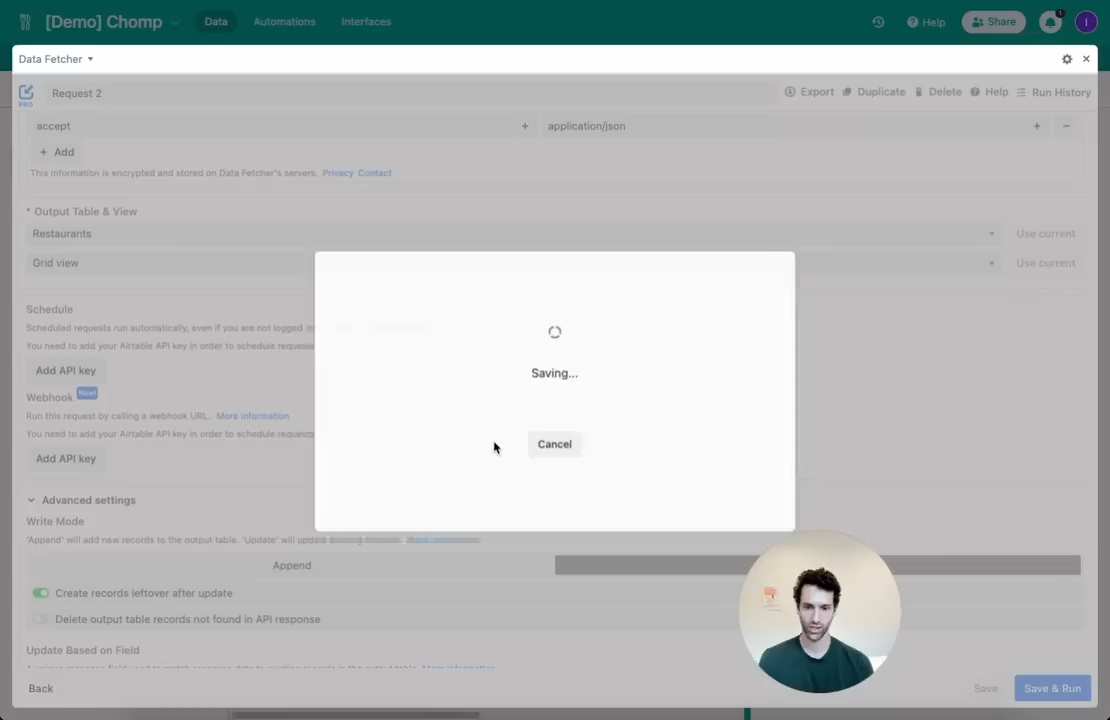 [Demo] Chomp
Data
Automations
Interfaces
Help
Share
1
I
Data Fetcher
PRO
Request 2
Export
Duplicate
Delete
Help
Run History
accept
+
application/json
+
−
+ Add
This information is encrypted and stored on Data Fetcher's servers. Privacy Contact
* Output Table & View
Restaurants
Use current
Grid view
Use current
Schedule
Scheduled requests run automatically, even if you are not logged in
You need to add your Airtable API key in order to schedule requests
Add API key
Webhook
New!
Run this request by calling a webhook URL. More information
You need to add your Airtable API key in order to schedule requests
Add API key
Saving...
Cancel
Advanced settings
Write Mode
'Append' will add new records to the output table. 'Update' will
Append
Create records leftover after update
Delete output table records not found in API response
Update Based on Field
Back
Save
Save & Run